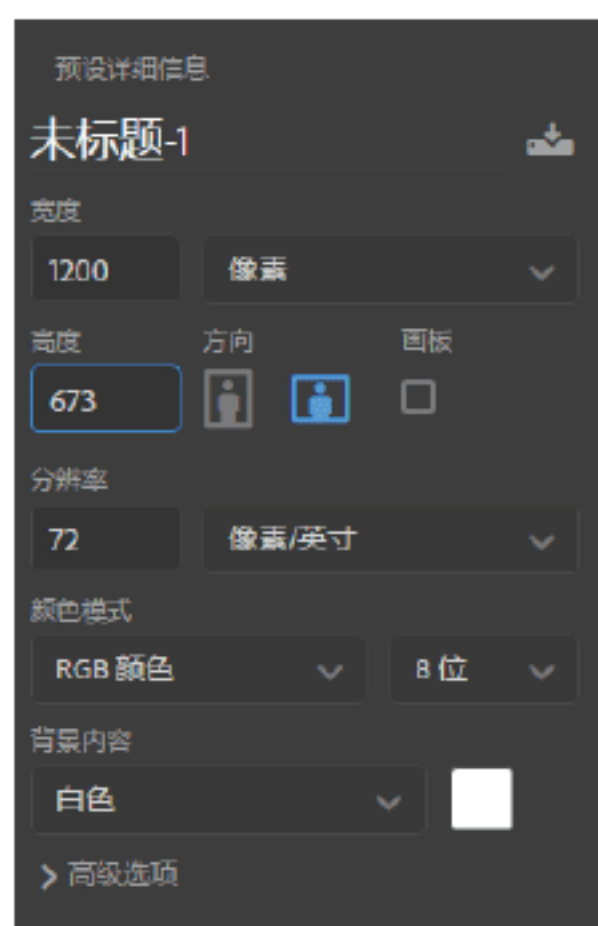 预设详细信息
未标题-1
宽度
1200 像素
高度 方向 画板
673
分辨率
72 像素/英寸
颜色模式
RGB 颜色 8 位
背景内容
白色
高级选项